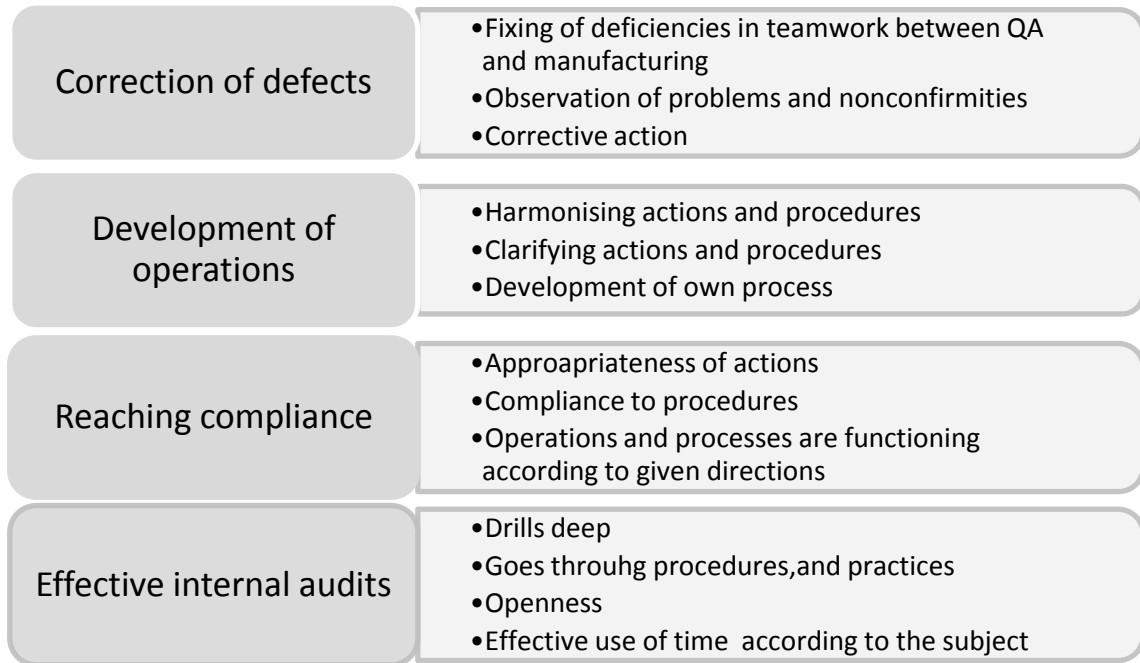 Correction of defects
•Fixing of deficiencies in teamwork between QA
and manufacturing
•Observation of problems and nonconfirmities
•Corrective action
Development of
operations
•Harmonising actions and procedures
•Clarifying actions and procedures
•Development of own process
Reaching compliance
•Approapriateness of actions
•Compliance to procedures
•Operations and processes are functioning
according to given directions
Effective internal audits
•Drills deep
•Goes throuhg procedures,and practices
•Openness
•Effective use of time  according to the subject